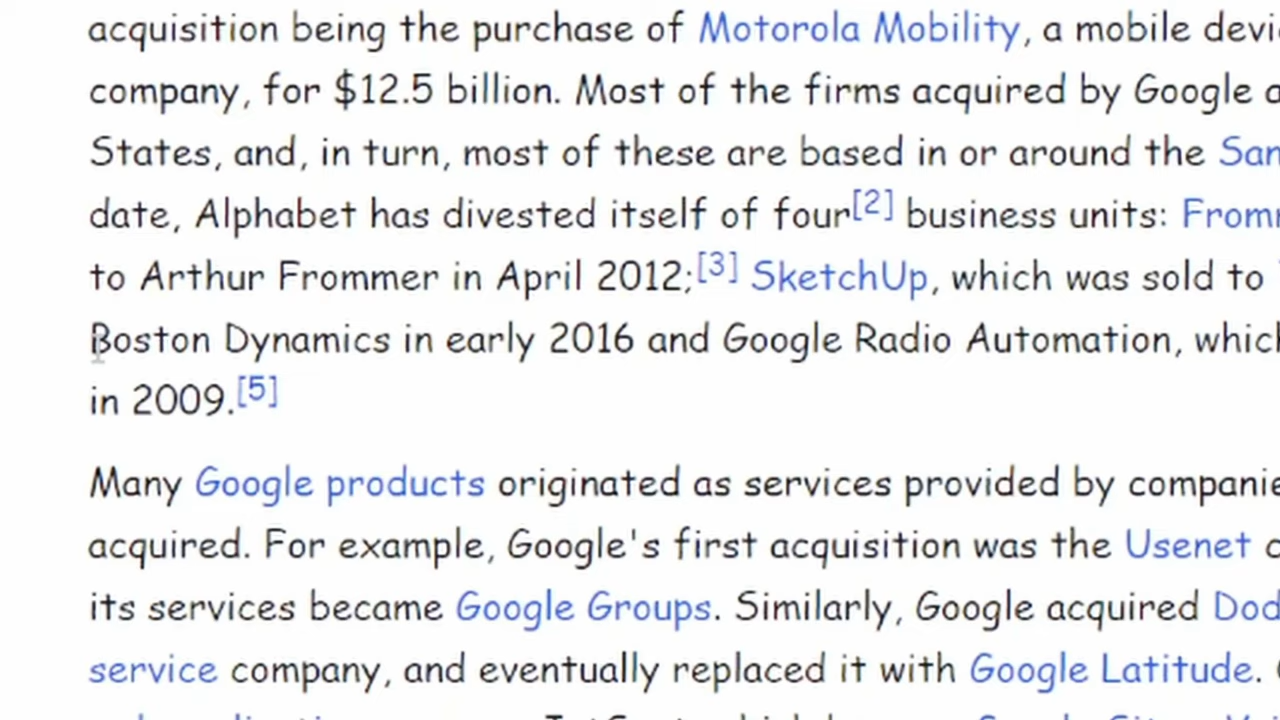 acquisition being the purchase of Motorola Mobility, a mobile
company, for $12.5 billion. Most of the firms acquired by Google
States, and, in turn, most of these are based in or around the San
date, Alphabet has divested itself of four[2] business units:
to Arthur Frommer in April 2012;[3] SketchUp, which was sold to
Boston Dynamics in early 2016 and Google Radio Automation, which
in 2009.[5]
Many Google products originated as services provided by
acquired. For example, Google's first acquisition was the Usenet
its services became Google Groups. Similarly, Google acquired
service company, and eventually replaced it with Google Latitude.